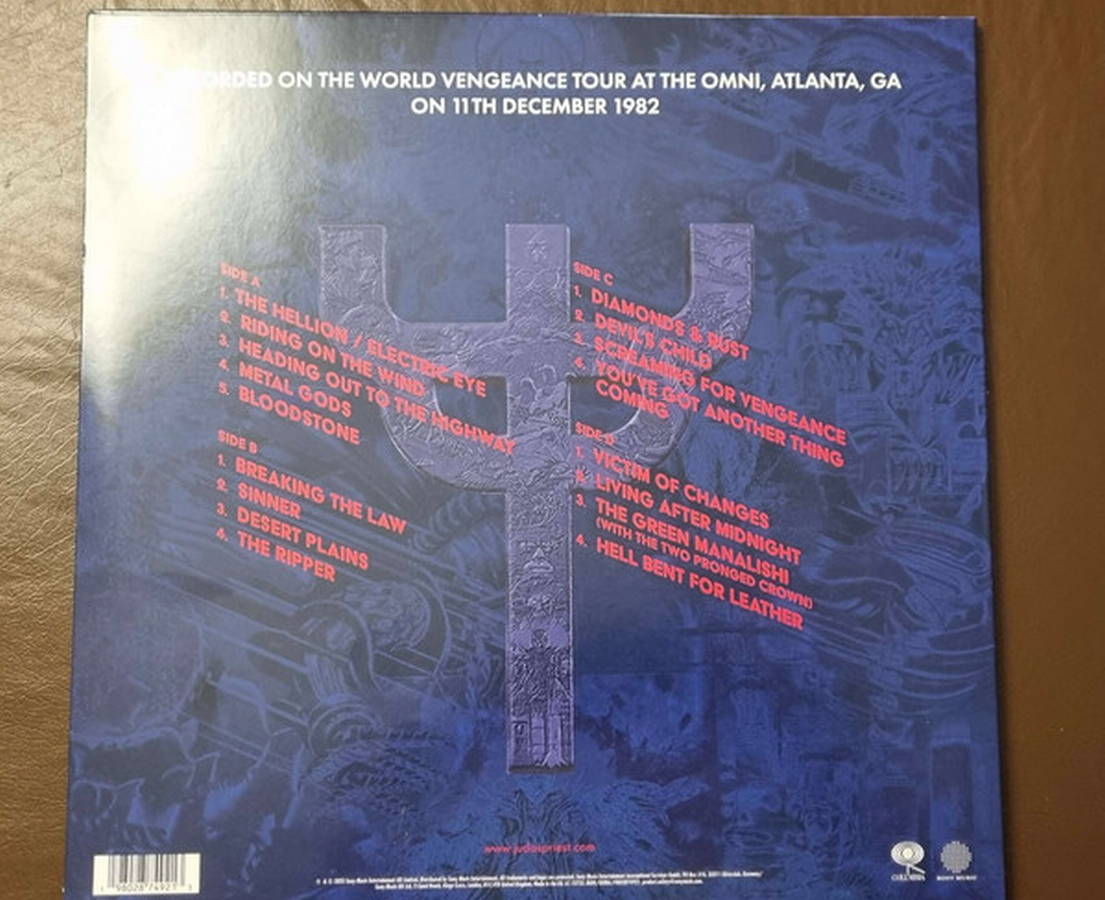 ORDED ON THE WORLD VENGEANCE TOUR AT THE OMNI, ATLANTA, GA
ON 11TH DECEMBER 1982
SIDE A
1. THE HELLION / ELECTRIC EYE
2. RIDING ON THE WIND
3. HEADING OUT TO THE HIGHWAY
4. METAL GODS
5. BLOODSTONE
SIDE B
1. BREAKING THE LAW
2. SINNER
3. DESERT PLAINS
4. THE RIPPER
SIDE C
1. DIAMONDS & RUST
2. DEVIL'S CHILD
3. SCREAMING FOR VENGEANCE
4. YOU'VE GOT ANOTHER THING
COMING
SIDE D
1. VICTIM OF CHANGES
2. LIVING AFTER MIDNIGHT
3. THE GREEN MANALISHI
(WITH THE TWO PRONGED CROWN)
4. HELL BENT FOR LEATHER
www.judaspriest.com
COLUMBIA
SONY MUSIC